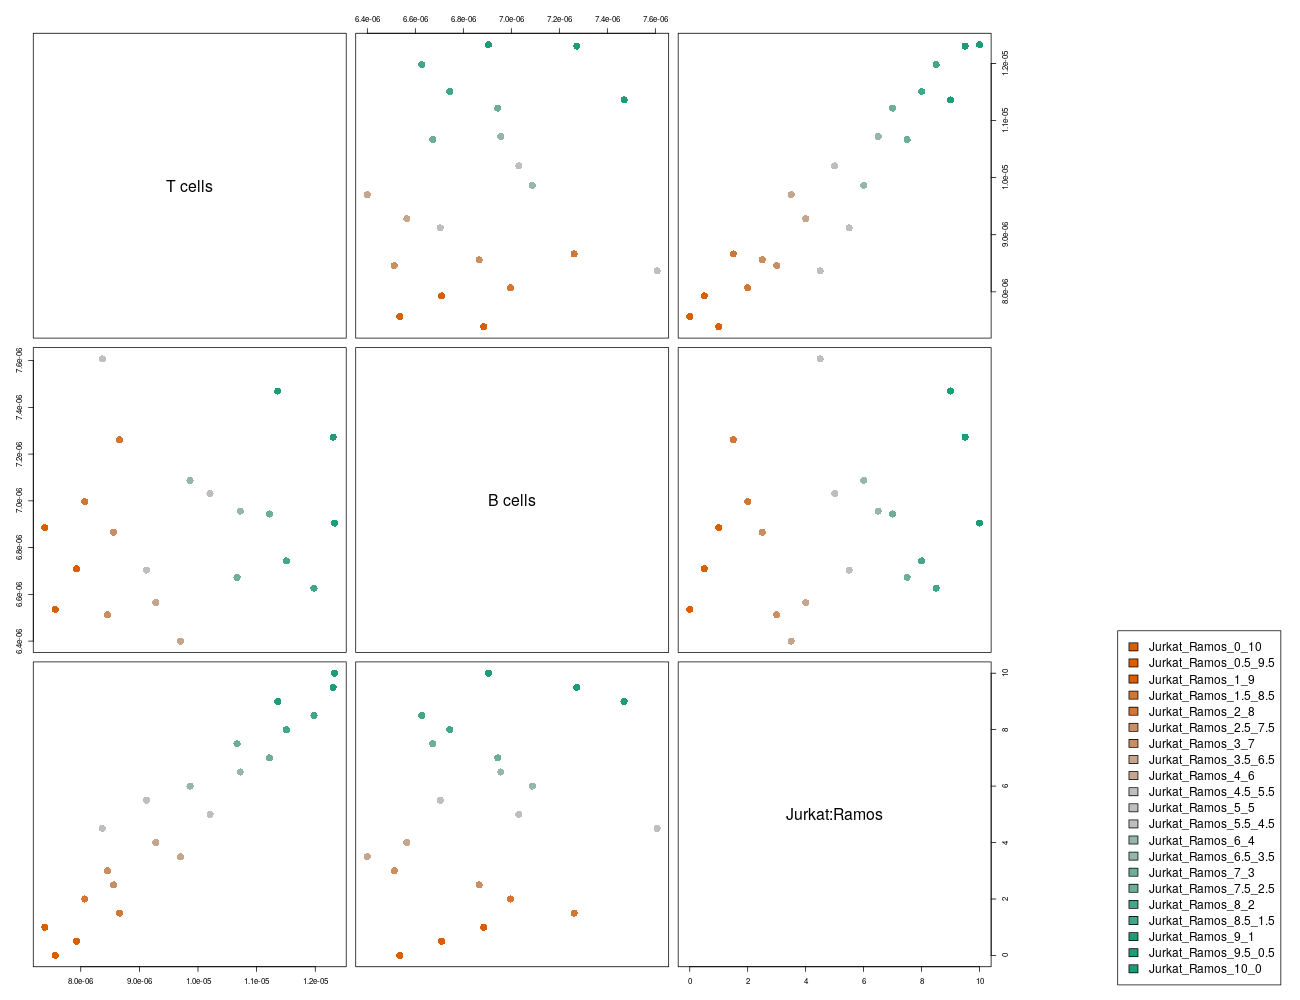 6.4e-06 6.6e-06 6.8e-06 7.0e-06 7.2e-06 7.4e-06 7.6e-06
T cells
8.0e-06 9.0e-06 1.0e-05 1.1e-05 1.2e-05
6.4e-06 6.6e-06 6.8e-06 7.0e-06 7.2e-06 7.4e-06 7.6e-06
B cells
Jurkat:Ramos
0 2 4 6 8 10
8.0e-06 9.0e-06 1.0e-05 1.1e-05 1.2e-05
0 2 4 6 8 10
Jurkat_Ramos_0_10
Jurkat_Ramos_0.5_9.5
Jurkat_Ramos_1_9
Jurkat_Ramos_1.5_8.5
Jurkat_Ramos_2_8
Jurkat_Ramos_2.5_7.5
Jurkat_Ramos_3_7
Jurkat_Ramos_3.5_6.5
Jurkat_Ramos_4_6
Jurkat_Ramos_4.5_5.5
Jurkat_Ramos_5_5
Jurkat_Ramos_5.5_4.5
Jurkat_Ramos_6_4
Jurkat_Ramos_6.5_3.5
Jurkat_Ramos_7_3
Jurkat_Ramos_7.5_2.5
Jurkat_Ramos_8_2
Jurkat_Ramos_8.5_1.5
Jurkat_Ramos_9_1
Jurkat_Ramos_9.5_0.5
Jurkat_Ramos_10_0